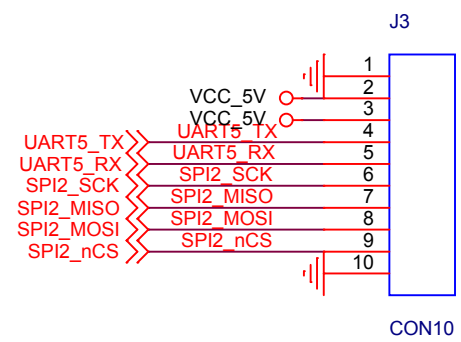 J3
1
VCC_5V 2
VCC_5V 3
UART5_TX UART5_TX 4
UART5_RX UART5_RX 5
SPI2_SCK SPI2_SCK 6
SPI2_MISO SPI2_MISO 7
SPI2_MOSI SPI2_MOSI 8
SPI2_nCS SPI2_nCS 9
10
CON10